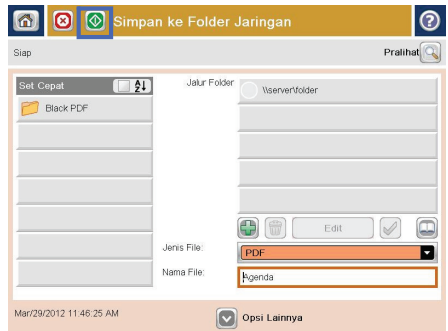 Simpan ke Folder Jaringan
Siap
Pralihat
Set Cepat
Jalur Folder
\\server\folder
Black PDF
Edit
Jenis File:
PDF
Nama File:
Agenda
Mar/29/2012 11:46:25 AM
Opsi Lainnya